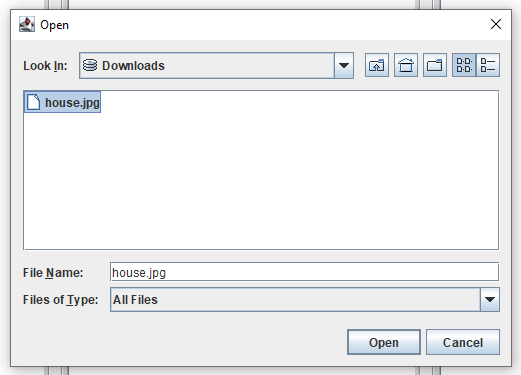 Open
Look In: Downloads
house.jpg
File Name: house.jpg
Files of Type: All Files
Open Cancel